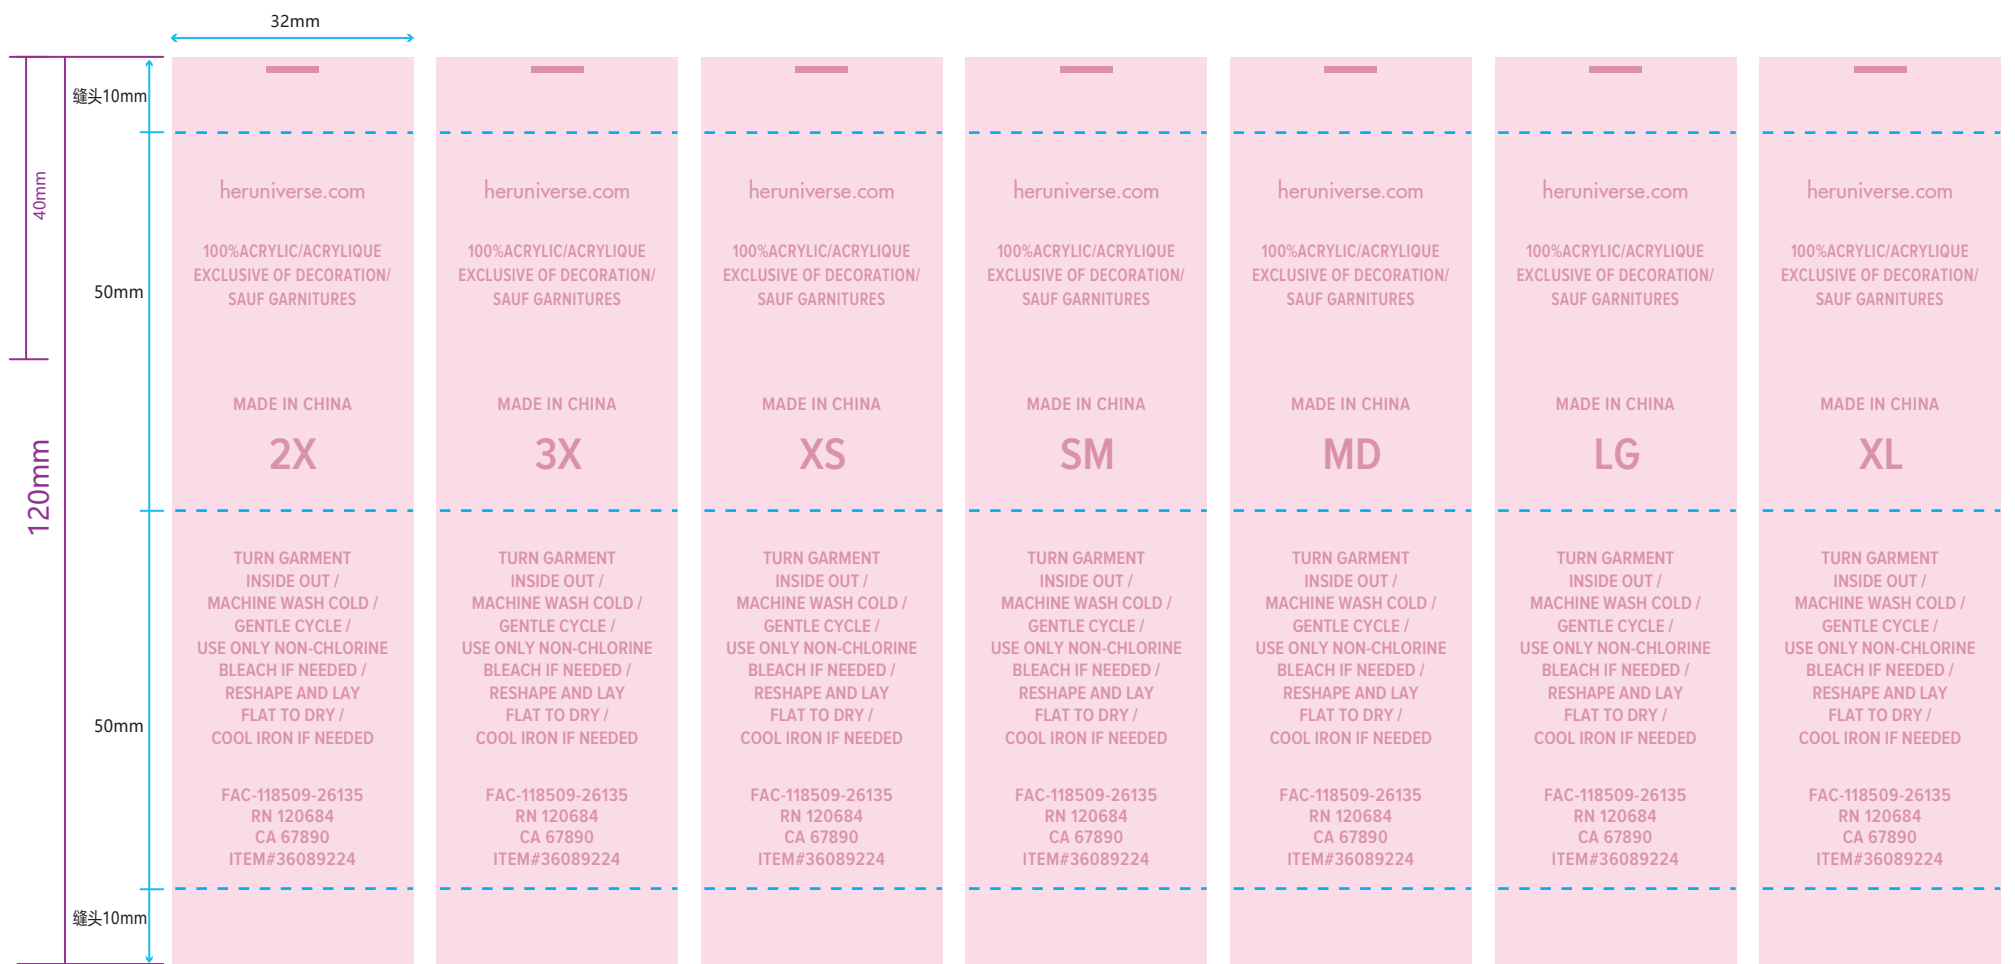 32mm
缝头10mm
40mm
50mm
120mm
50mm
缝头10mm
heruniverse.com
100%ACRYLIC/ACRYLIQUE
EXCLUSIVE OF DECORATION/
SAUF GARNITURES
MADE IN CHINA
2X
TURN GARMENT
INSIDE OUT /
MACHINE WASH COLD /
GENTLE CYCLE /
USE ONLY NON-CHLORINE
BLEACH IF NEEDED /
RESHAPE AND LAY
FLAT TO DRY /
COOL IRON IF NEEDED
FAC-118509-26135
RN 120684
CA 67890
ITEM#36089224
heruniverse.com
100%ACRYLIC/ACRYLIQUE
EXCLUSIVE OF DECORATION/
SAUF GARNITURES
MADE IN CHINA
3X
TURN GARMENT
INSIDE OUT /
MACHINE WASH COLD /
GENTLE CYCLE /
USE ONLY NON-CHLORINE
BLEACH IF NEEDED /
RESHAPE AND LAY
FLAT TO DRY /
COOL IRON IF NEEDED
FAC-118509-26135
RN 120684
CA 67890
ITEM#36089224
heruniverse.com
100%ACRYLIC/ACRYLIQUE
EXCLUSIVE OF DECORATION/
SAUF GARNITURES
MADE IN CHINA
XS
TURN GARMENT
INSIDE OUT /
MACHINE WASH COLD /
GENTLE CYCLE /
USE ONLY NON-CHLORINE
BLEACH IF NEEDED /
RESHAPE AND LAY
FLAT TO DRY /
COOL IRON IF NEEDED
FAC-118509-26135
RN 120684
CA 67890
ITEM#36089224
heruniverse.com
100%ACRYLIC/ACRYLIQUE
EXCLUSIVE OF DECORATION/
SAUF GARNITURES
MADE IN CHINA
SM
TURN GARMENT
INSIDE OUT /
MACHINE WASH COLD /
GENTLE CYCLE /
USE ONLY NON-CHLORINE
BLEACH IF NEEDED /
RESHAPE AND LAY
FLAT TO DRY /
COOL IRON IF NEEDED
FAC-118509-26135
RN 120684
CA 67890
ITEM#36089224
heruniverse.com
100%ACRYLIC/ACRYLIQUE
EXCLUSIVE OF DECORATION/
SAUF GARNITURES
MADE IN CHINA
MD
TURN GARMENT
INSIDE OUT /
MACHINE WASH COLD /
GENTLE CYCLE /
USE ONLY NON-CHLORINE
BLEACH IF NEEDED /
RESHAPE AND LAY
FLAT TO DRY /
COOL IRON IF NEEDED
FAC-118509-26135
RN 120684
CA 67890
ITEM#36089224
heruniverse.com
100%ACRYLIC/ACRYLIQUE
EXCLUSIVE OF DECORATION/
SAUF GARNITURES
MADE IN CHINA
LG
TURN GARMENT
INSIDE OUT /
MACHINE WASH COLD /
GENTLE CYCLE /
USE ONLY NON-CHLORINE
BLEACH IF NEEDED /
RESHAPE AND LAY
FLAT TO DRY /
COOL IRON IF NEEDED
FAC-118509-26135
RN 120684
CA 67890
ITEM#36089224
heruniverse.com
100%ACRYLIC/ACRYLIQUE
EXCLUSIVE OF DECORATION/
SAUF GARNITURES
MADE IN CHINA
XL
TURN GARMENT
INSIDE OUT /
MACHINE WASH COLD /
GENTLE CYCLE /
USE ONLY NON-CHLORINE
BLEACH IF NEEDED /
RESHAPE AND LAY
FLAT TO DRY /
COOL IRON IF NEEDED
FAC-118509-26135
RN 120684
CA 67890
ITEM#36089224